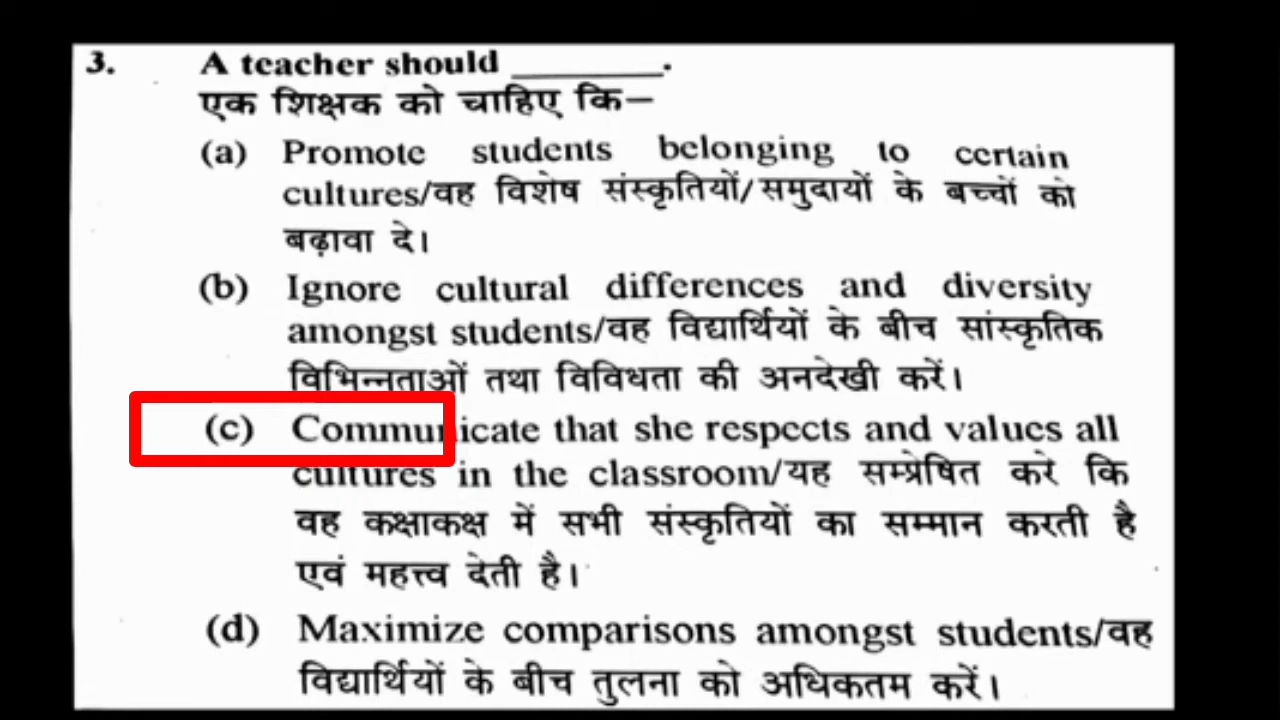 3. A teacher should ________.
एक शिक्षक को चाहिए कि–
(a) Promote students belonging to certain
cultures/वह विशेष संस्कृतियों/समुदायों के बच्चों को
बढ़ावा दे।
(b) Ignore cultural differences and diversity
amongst students/वह विद्यार्थियों के बीच सांस्कृतिक
विभिन्नताओं तथा विविधता की अनदेखी करें।
(c) Communicate that she respects and values all
cultures in the classroom/यह सम्प्रेषित करे कि
वह कक्षाकक्ष में सभी संस्कृतियों का सम्मान करती है
एवं महत्त्व देती है।
(d) Maximize comparisons amongst students/वह
विद्यार्थियों के बीच तुलना को अधिकतम करें।